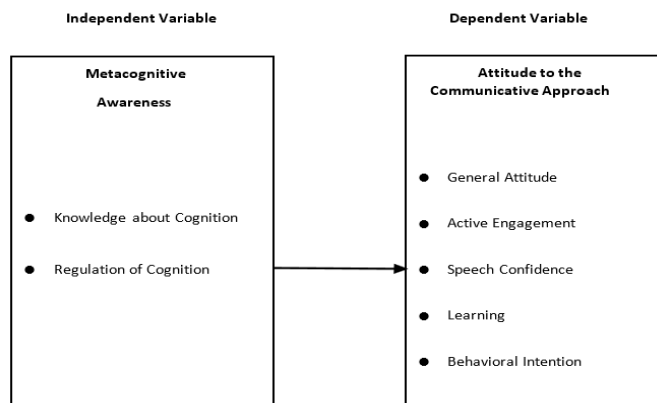 Independent Variable
Metacognitive
Awareness
● Knowledge about Cognition
● Regulation of Cognition
Dependent Variable
Attitude to the
Communicative Approach
● General Attitude
● Active Engagement
● Speech Confidence
● Learning
● Behavioral Intention